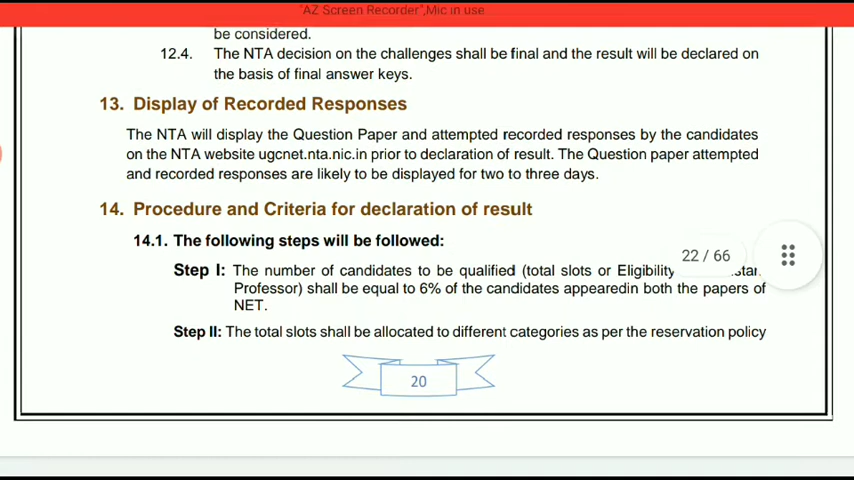 "AZ Screen Recorder",Mic in use
be considered.
12.4. The NTA decision on the challenges shall be final and the result will be declared on
the basis of final answer keys.
13. Display of Recorded Responses
The NTA will display the Question Paper and attempted recorded responses by the candidates
on the NTA website ugcnet.nta.nic.in prior to declaration of result. The Question paper attempted
and recorded responses are likely to be displayed for two to three days.
14. Procedure and Criteria for declaration of result
14.1. The following steps will be followed:
22 / 66
Step I: The number of candidates to be qualified (total slots or Eligibility
Professor) shall be equal to 6% of the candidates appearedin both the papers of
NET.
Step II: The total slots shall be allocated to different categories as per the reservation policy
20